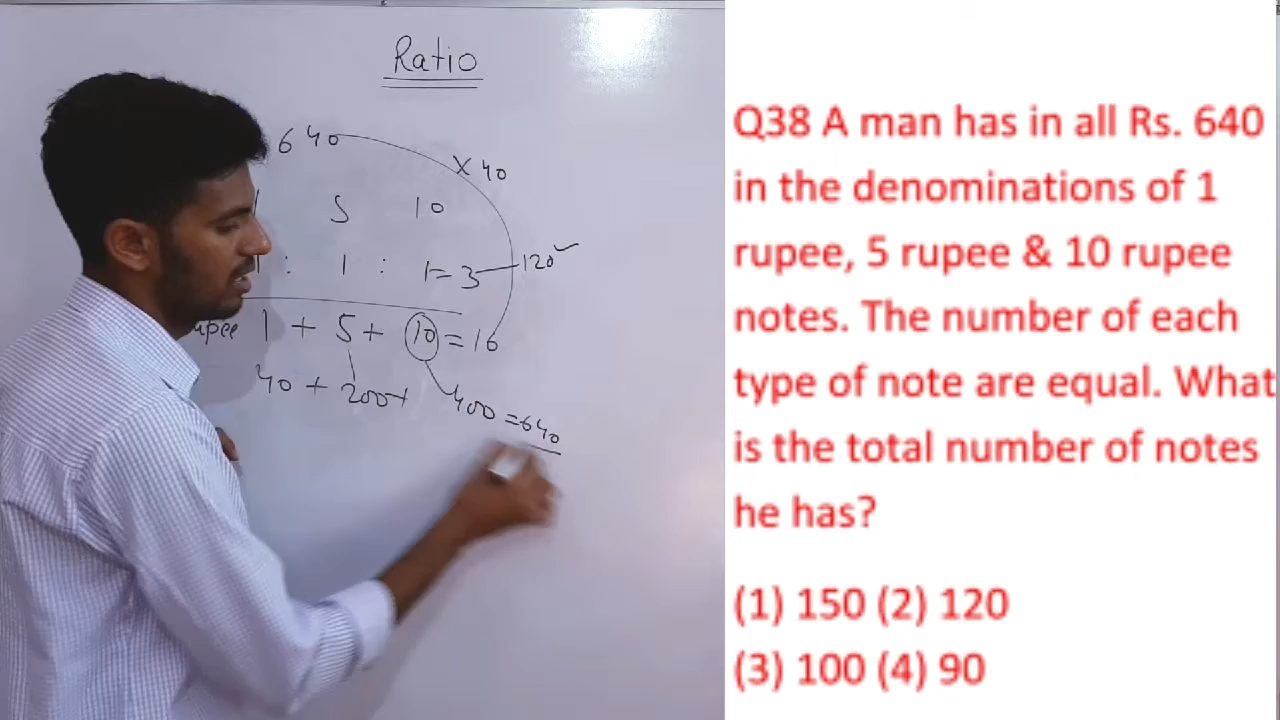 Ratio
640
× 40
5 10
1 : 1 : 1 = 3 120✓
upee 1 + 5 + 10 = 16
40 + 200 + 400 = 640
Q38 A man has in all Rs. 640
in the denominations of 1
rupee, 5 rupee & 10 rupee
notes. The number of each
type of note are equal. What
is the total number of notes
he has?
(1) 150 (2) 120
(3) 100 (4) 90